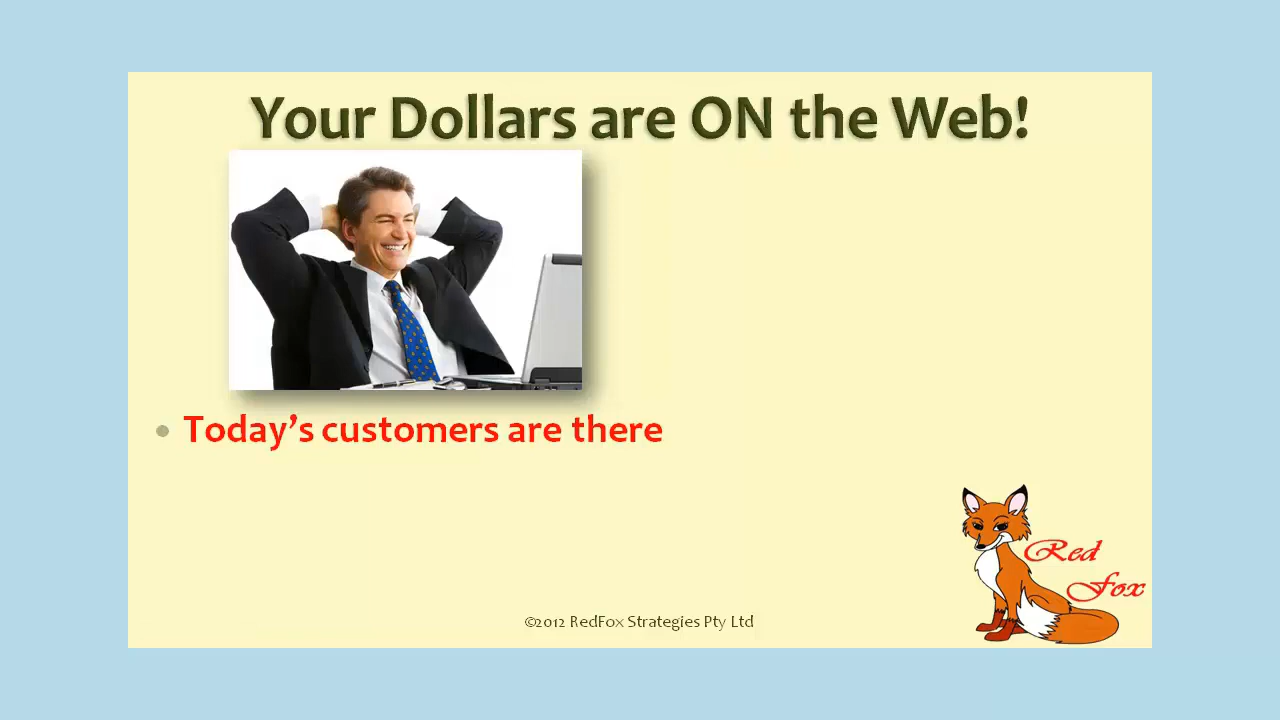 Your Dollars are ON the Web!
• Today’s customers are there
Red
Fox
©2012 RedFox Strategies Pty Ltd